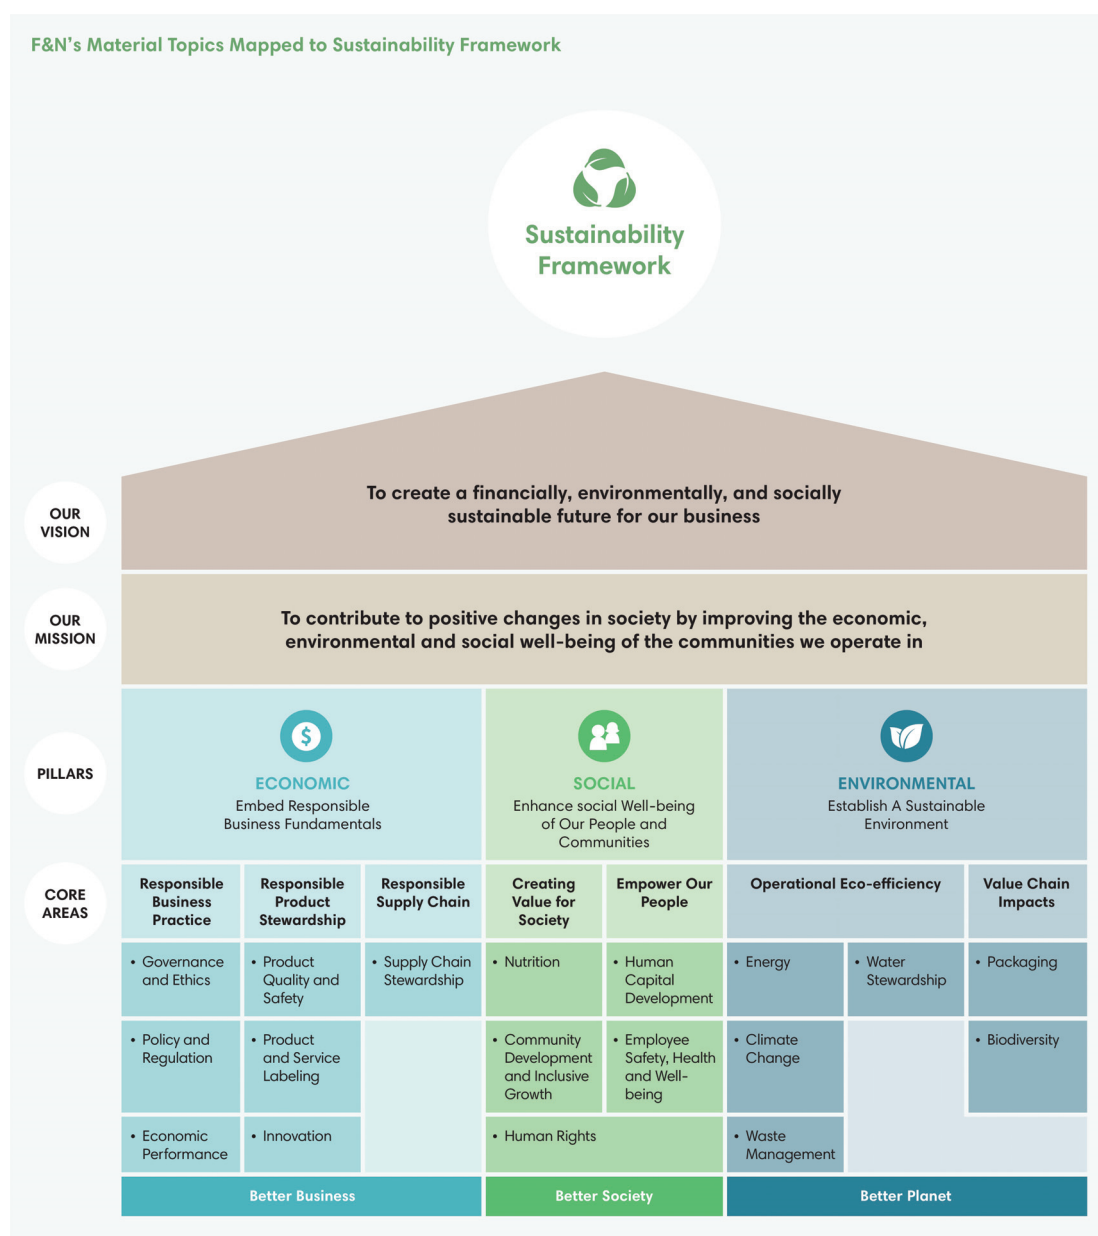 F&N's Material Topics Mapped to Sustainability Framework
Sustainability
Framework
OUR
VISION
To create a financially, environmentally, and socially
sustainable future for our business
OUR
MISSION
To contribute to positive changes in society by improving the economic,
environmental and social well-being of the communities we operate in
PILLARS
$
ECONOMIC
Embed Responsible
Business Fundamentals
SOCIAL
Enhance social Well-being
of Our People and
Communities
ENVIRONMENTAL
Establish A Sustainable
Environment
CORE
AREAS
Responsible
Business
Practice
Responsible
Product
Stewardship
Responsible
Supply Chain
Creating
Value for
Society
Empower Our
People
Operational Eco-efficiency
Value Chain
Impacts
• Governance
and Ethics
• Product
Quality and
Safety
• Supply Chain
Stewardship
• Nutrition
• Human
Capital
Development
• Energy
• Water
Stewardship
• Packaging
• Policy and
Regulation
• Product
and Service
Labeling
• Community
Development
and Inclusive
Growth
• Employee
Safety, Health
and Well-
being
• Climate
Change
• Biodiversity
• Economic
Performance
• Innovation
• Human Rights
• Waste
Management
Better Business
Better Society
Better Planet